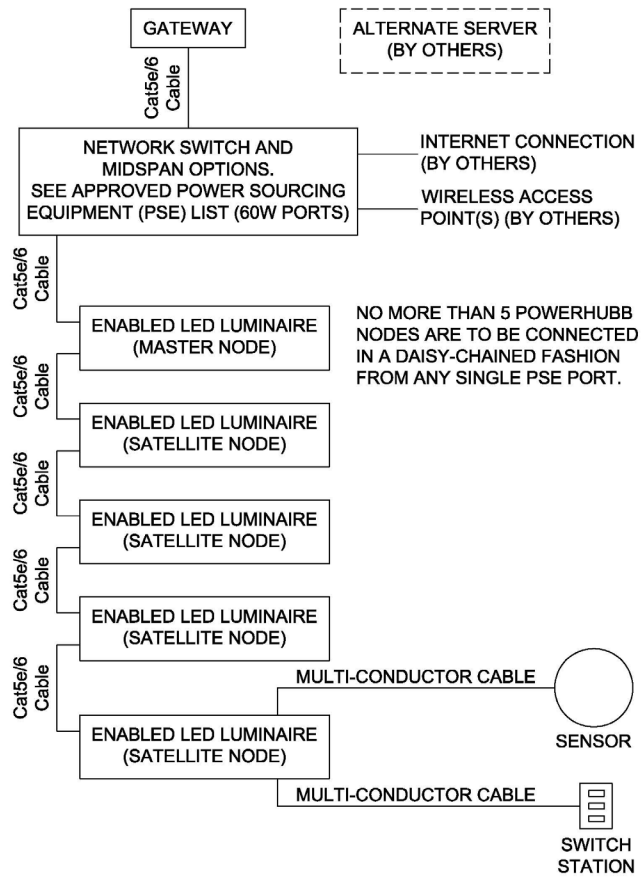 GATEWAY
ALTERNATE SERVER
(BY OTHERS)
Cat5e/6
Cable
NETWORK SWITCH AND
MIDSPAN OPTIONS.
SEE APPROVED POWER SOURCING
EQUIPMENT (PSE) LIST (60W PORTS)
INTERNET CONNECTION
(BY OTHERS)
WIRELESS ACCESS
POINT(S) (BY OTHERS)
Cat5e/6
Cable
ENABLED LED LUMINAIRE
(MASTER NODE)
NO MORE THAN 5 POWERHUBB
NODES ARE TO BE CONNECTED
IN A DAISY-CHAINED FASHION
FROM ANY SINGLE PSE PORT.
Cat5e/6
Cable
ENABLED LED LUMINAIRE
(SATELLITE NODE)
Cat5e/6
Cable
ENABLED LED LUMINAIRE
(SATELLITE NODE)
Cat5e/6
Cable
ENABLED LED LUMINAIRE
(SATELLITE NODE)
Cat5e/6
Cable
ENABLED LED LUMINAIRE
(SATELLITE NODE)
MULTI-CONDUCTOR CABLE
SENSOR
MULTI-CONDUCTOR CABLE
SWITCH
STATION